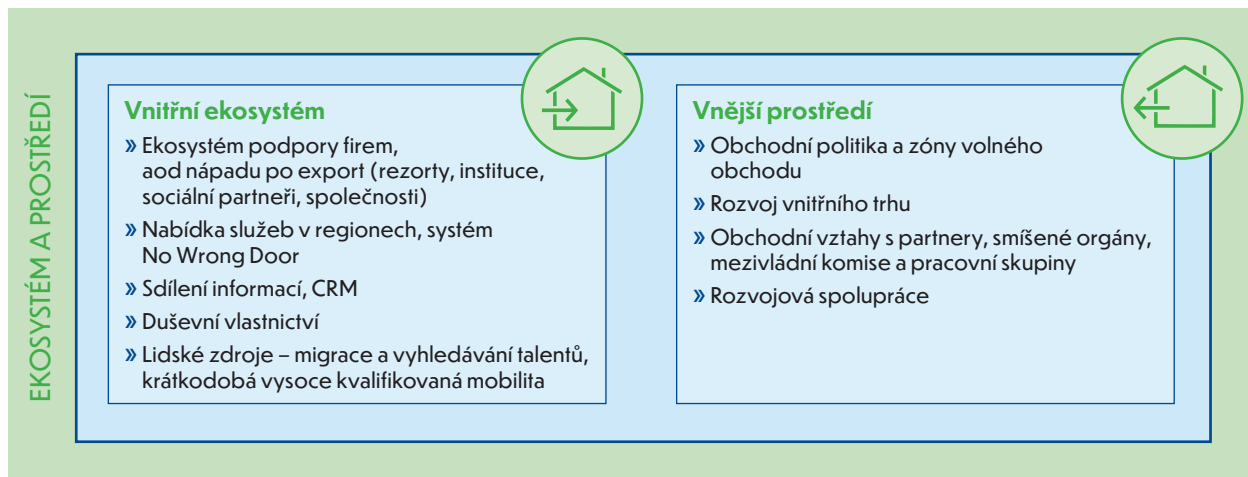 EKOSYSTÉM A PROSTŘEDÍ
Vnitřní ekosystém
» Ekosystém podpory firem,
aod nápadu po export (rezorty, instituce,
sociální partneři, společnosti)
» Nabídka služeb v regionech, systém
No Wrong Door
» Sdílení informací, CRM
» Duševní vlastnictví
» Lidské zdroje – migrace a vyhledávání talentů,
krátkodobá vysoce kvalifikovaná mobilita
Vnější prostředí
» Obchodní politika a zóny volného
obchodu
» Rozvoj vnitřního trhu
» Obchodní vztahy s partnery, smíšené orgány,
mezivládní komise a pracovní skupiny
» Rozvojová spolupráce